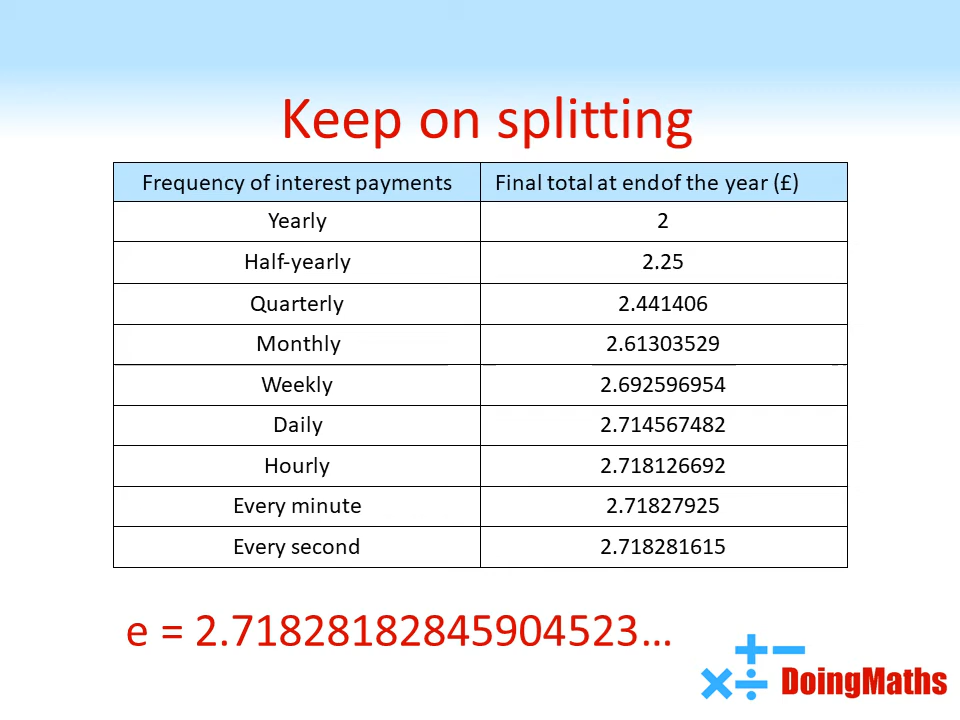 Keep on splitting
Frequency of interest payments Final total at endof the year (£)
Yearly 2
Half-yearly 2.25
Quarterly 2.441406
Monthly 2.61303529
Weekly 2.692596954
Daily 2.714567482
Hourly 2.718126692
Every minute 2.71827925
Every second 2.718281615
e = 2.71828182845904523...
DoingMaths